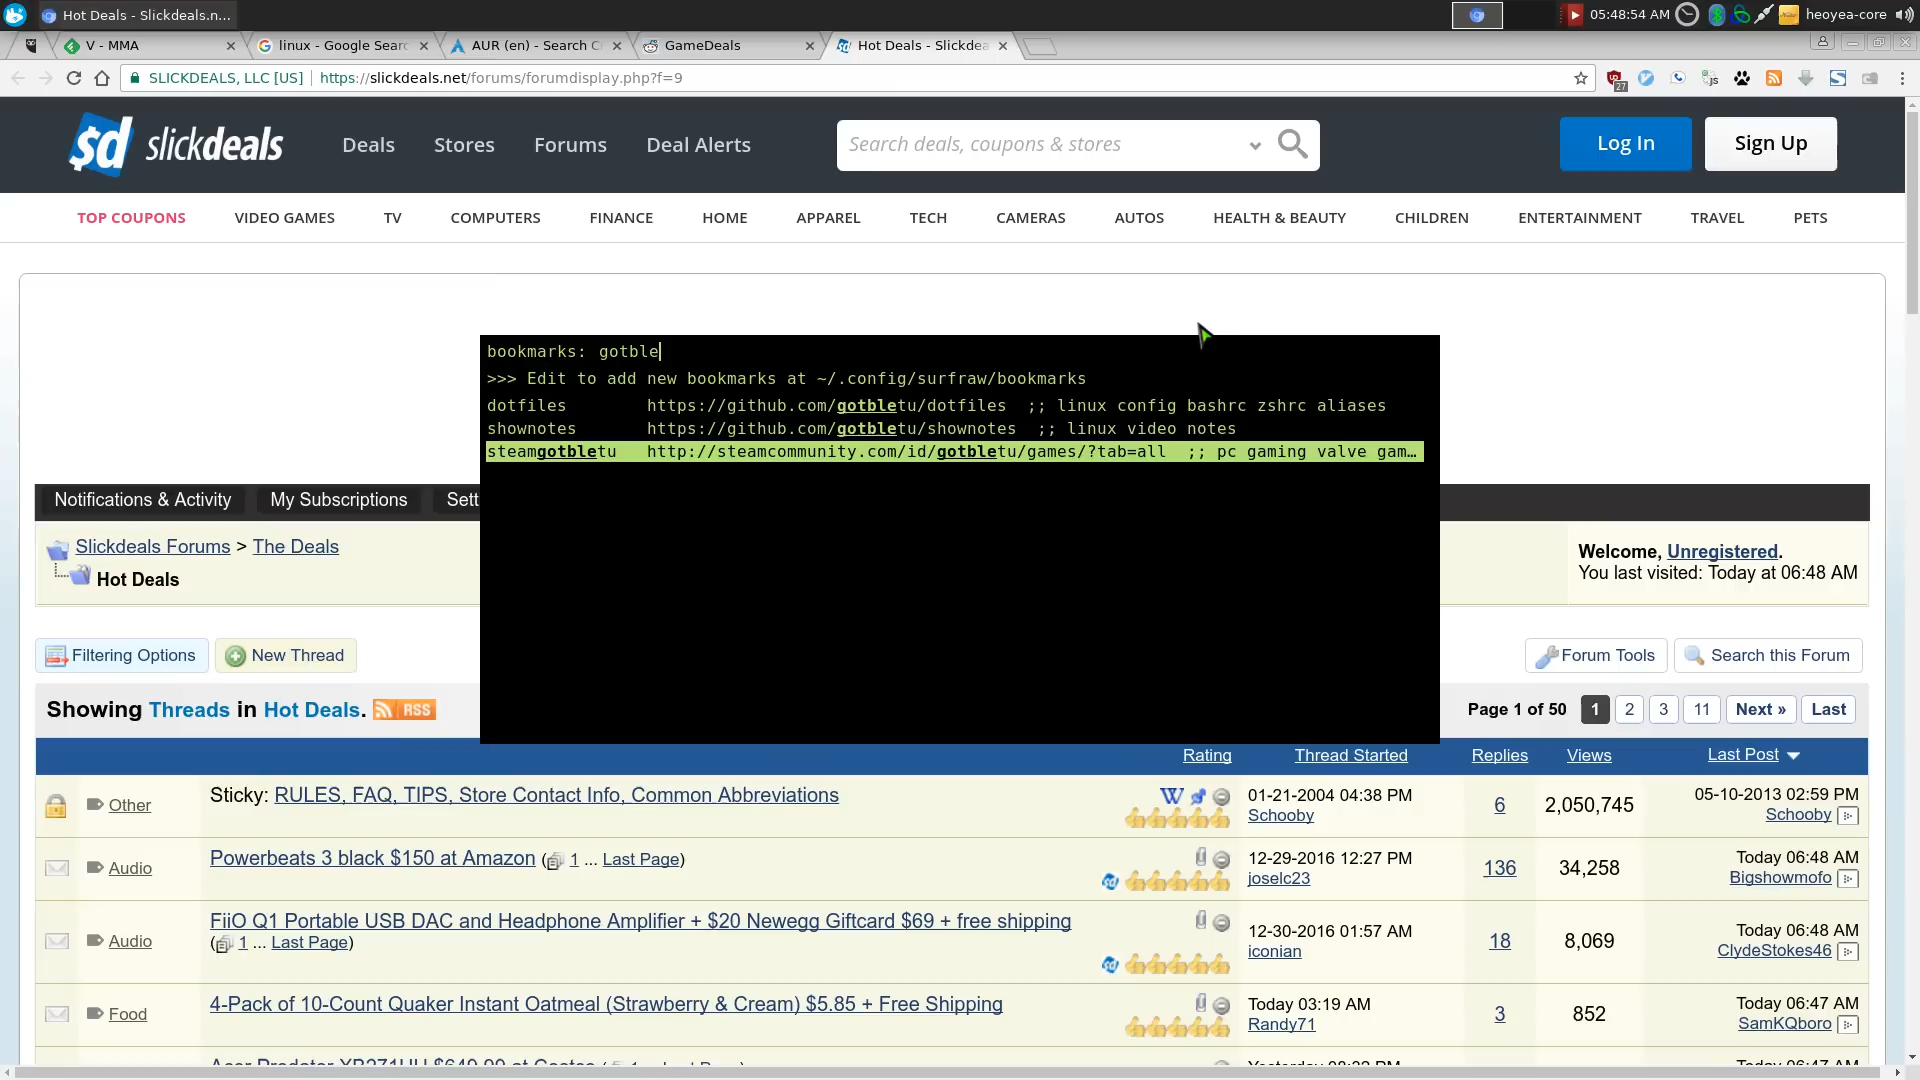 Hot Deals - Slickdeals.n...
05:48:54 AM
heoyea-core
V - MMA
linux - Google Searc
AUR (en) - Search C
GameDeals
Hot Deals - Slickdea
SLICKDEALS, LLC [US] | https://slickdeals.net/forums/forumdisplay.php?f=9
27
JS
sd slickdeals
Deals
Stores
Forums
Deal Alerts
Search deals, coupons & stores
Log In
Sign Up
TOP COUPONS
VIDEO GAMES
TV
COMPUTERS
FINANCE
HOME
APPAREL
TECH
CAMERAS
AUTOS
HEALTH & BEAUTY
CHILDREN
ENTERTAINMENT
TRAVEL
PETS
bookmarks: gotble
>>> Edit to add new bookmarks at ~/.config/surfraw/bookmarks
dotfiles https://github.com/gotbletu/dotfiles ;; linux config bashrc zshrc aliases
shownotes https://github.com/gotbletu/shownotes ;; linux video notes
steamgotbletu http://steamcommunity.com/id/gotbletu/games/?tab=all ;; pc gaming valve gam…
Notifications & Activity
My Subscriptions
Sett
Slickdeals Forums > The Deals
Hot Deals
Welcome, Unregistered.
You last visited: Today at 06:48 AM
Filtering Options
New Thread
Forum Tools
Search this Forum
Showing Threads in Hot Deals. RSS
Page 1 of 50 1 2 3 11 Next » Last
Rating
Thread Started
Replies
Views
Last Post
Other
Sticky: RULES, FAQ, TIPS, Store Contact Info, Common Abbreviations
W
01-21-2004 04:38 PM
Schooby
6
2,050,745
05-10-2013 02:59 PM
Schooby
Audio
Powerbeats 3 black $150 at Amazon ( 1 ... Last Page)
12-29-2016 12:27 PM
joselc23
136
34,258
Today 06:48 AM
Bigshowmofo
Audio
FiiO Q1 Portable USB DAC and Headphone Amplifier + $20 Newegg Giftcard $69 + free shipping
( 1 ... Last Page)
12-30-2016 01:57 AM
iconian
18
8,069
Today 06:48 AM
ClydeStokes46
Food
4-Pack of 10-Count Quaker Instant Oatmeal (Strawberry & Cream) $5.85 + Free Shipping
Today 03:19 AM
Randy71
3
852
Today 06:47 AM
SamKQboro